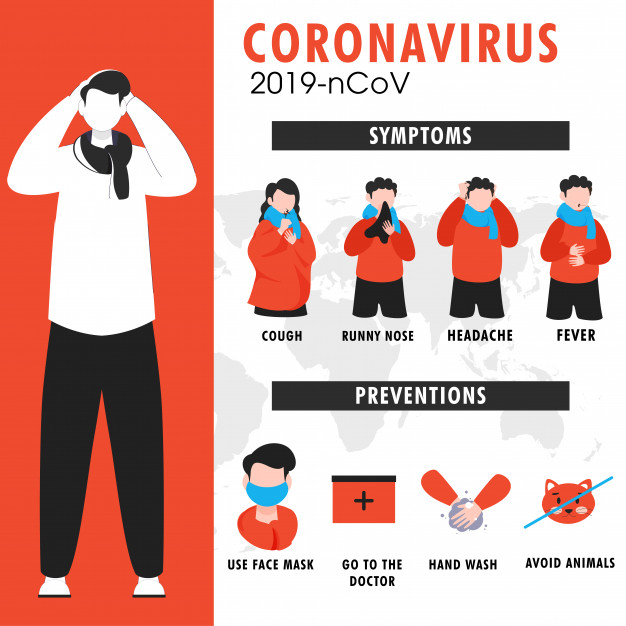 CORONAVIRUS
2019-nCoV
SYMPTOMS
COUGH
RUNNY NOSE
HEADACHE
FEVER
PREVENTIONS
USE FACE MASK
GO TO THE
DOCTOR
HAND WASH
AVOID ANIMALS